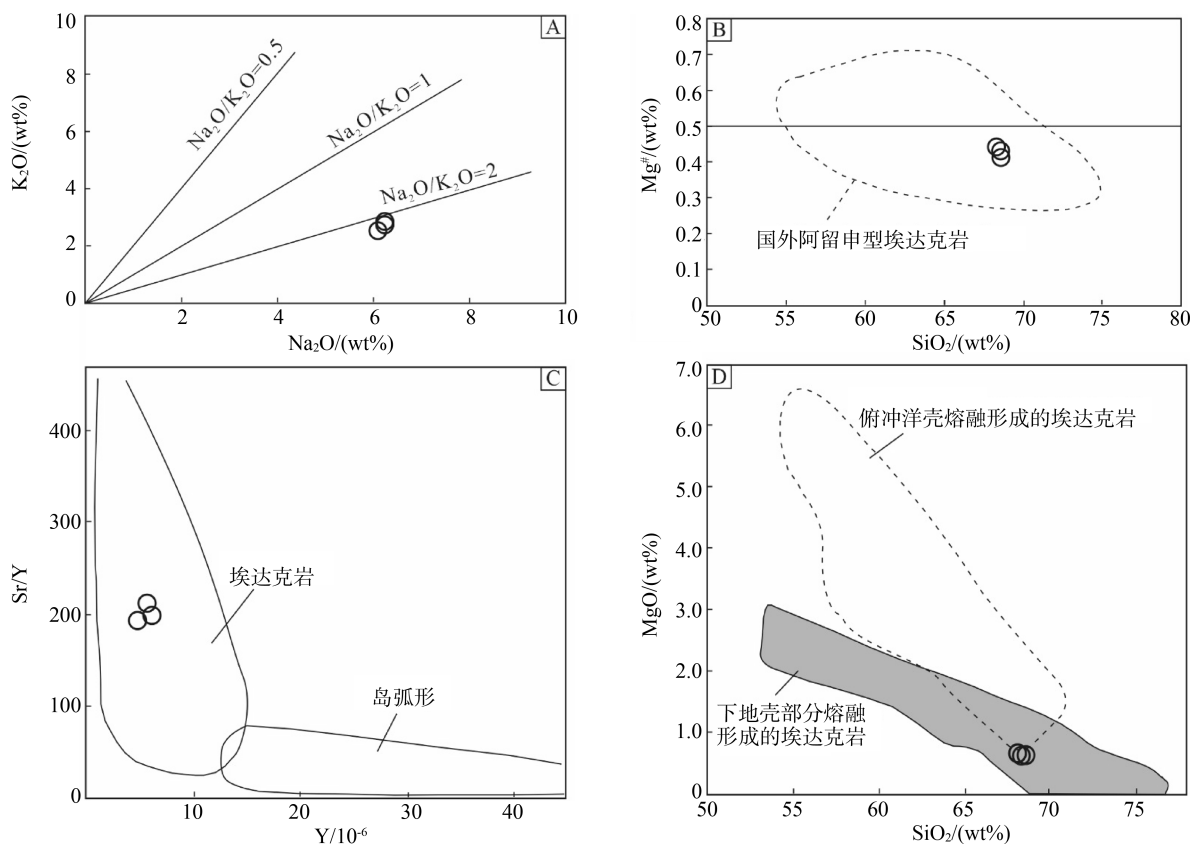 A
10
8
6
4
2
0
K₂O/(wt%)
Na₂O/K₂O=0.5
Na₂O/K₂O=1
Na₂O/K₂O=2
2
4
6
8
10
Na₂O/(wt%)
B
0.8
0.7
0.6
0.5
0.4
0.3
0.2
0.1
0
Mg#/(wt%)
国外阿留申型埃达克岩
50
55
60
65
70
75
80
SiO₂/(wt%)
C
400
300
200
100
0
Sr/Y
埃达克岩
岛弧形
10
20
30
40
Y/10⁻⁶
D
7.0
6.0
5.0
4.0
3.0
2.0
1.0
0
MgO/(wt%)
俯冲洋壳熔融形成的埃达克岩
下地壳部分熔融
形成的埃达克岩
50
55
60
65
70
75
SiO₂/(wt%)